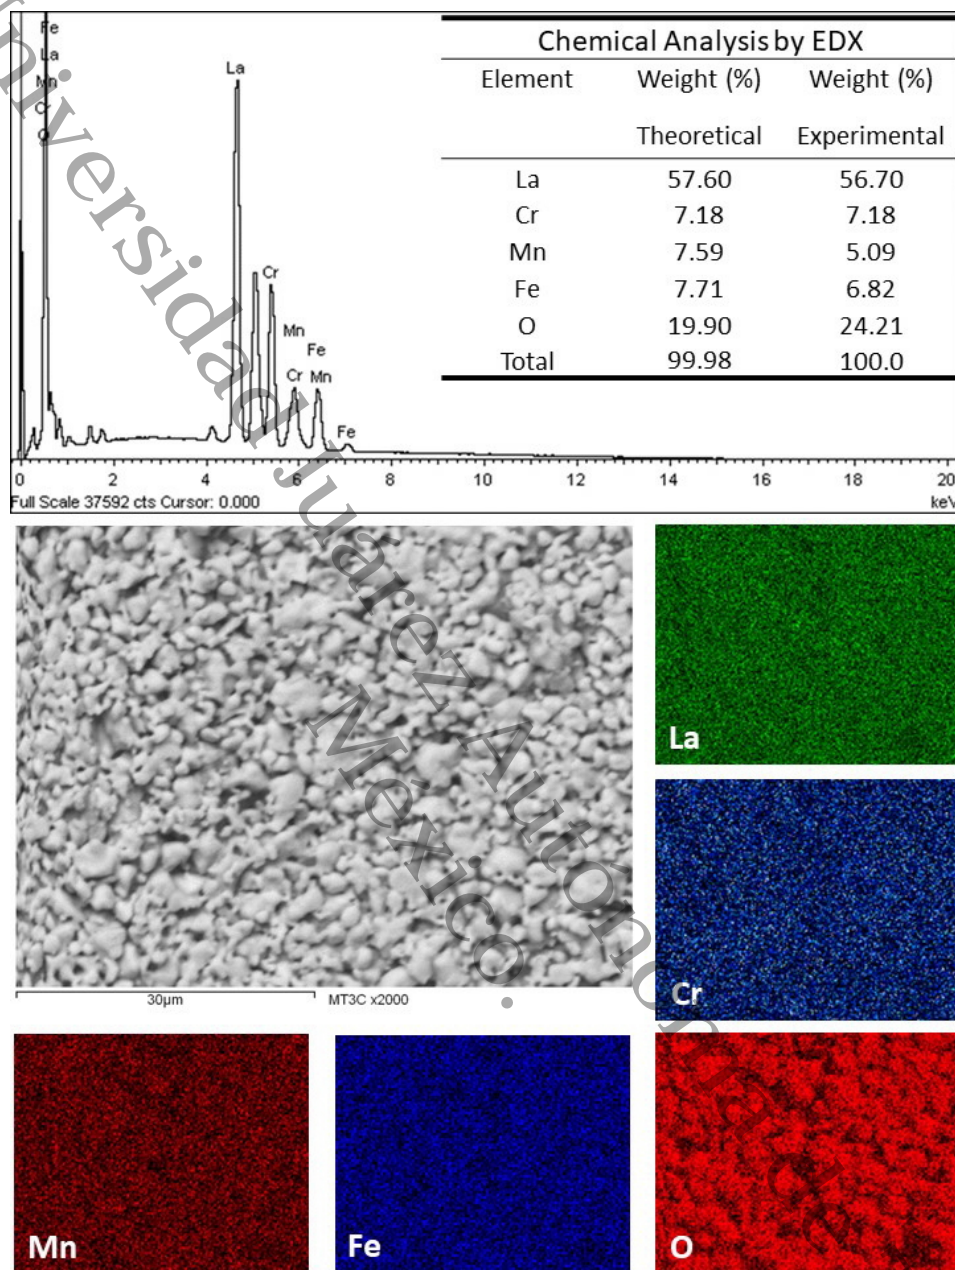 Fe
La
Mn
Cr
O
La
Cr
Mn
Fe
Cr Mn
Fe
0 2 4 6 8 10 12 14 16 18 20
Full Scale 37592 cts Cursor: 0.000 keV
Chemical Analysis by EDX
Element Weight (%) Weight (%)
Theoretical Experimental
La 57.60 56.70
Cr 7.18 7.18
Mn 7.59 5.09
Fe 7.71 6.82
O 19.90 24.21
Total 99.98 100.0
La
30µm MT3C x2000
Cr
Mn
Fe
O
Universidad Juárez Autónoma
México.